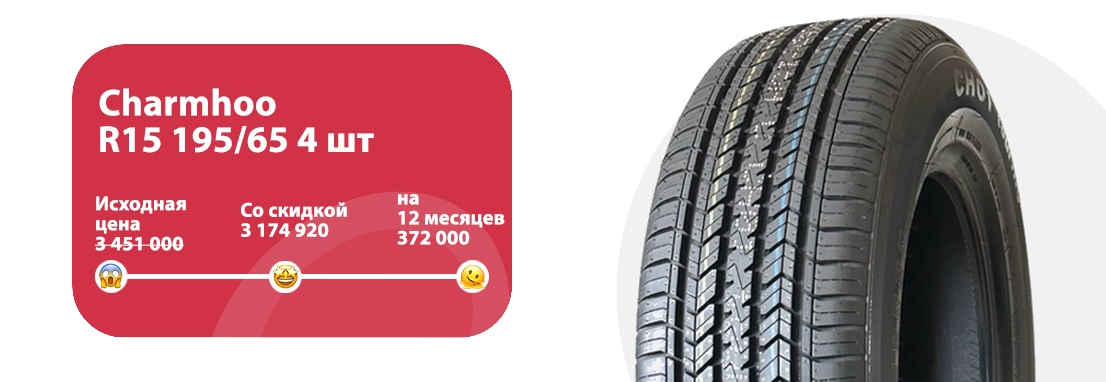 Charmhoo
R15 195/65 4 шт
Исходная
цена
3 451 000
Со скидкой
3 174 920
на
12 месяцев
372 000